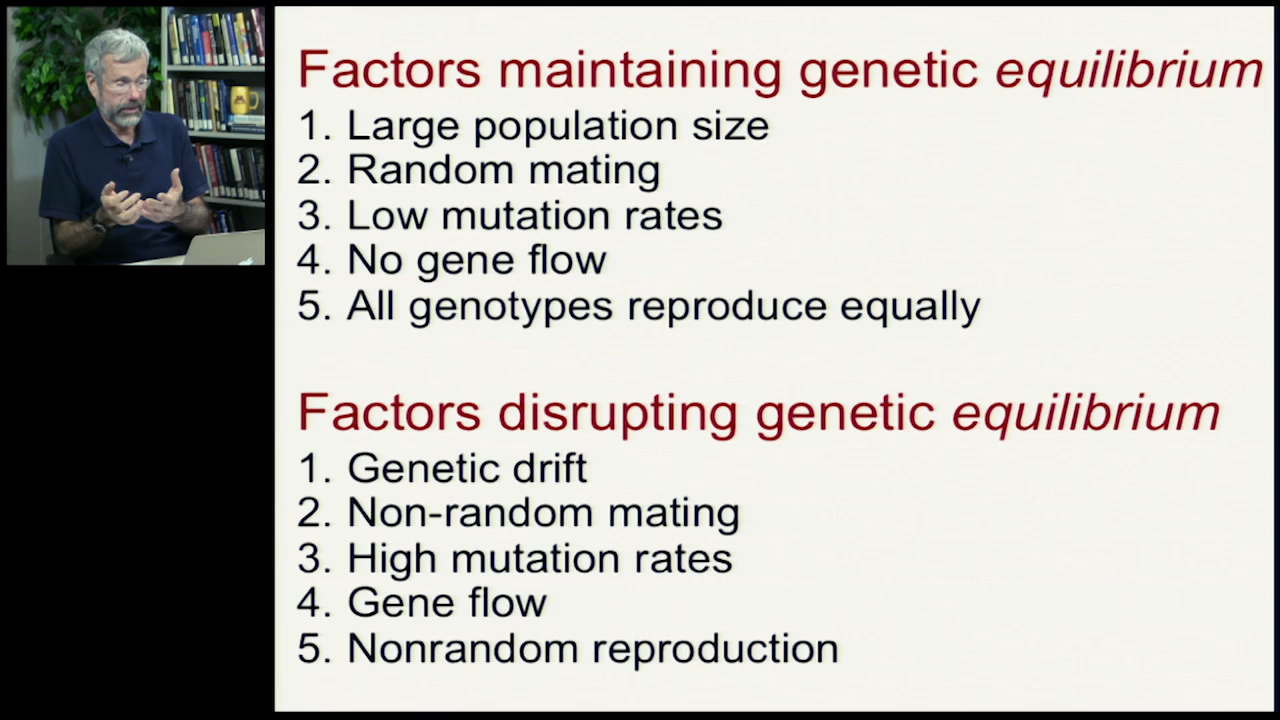 Factors maintaining genetic equilibrium
1. Large population size
2. Random mating
3. Low mutation rates
4. No gene flow
5. All genotypes reproduce equally
Factors disrupting genetic equilibrium
1. Genetic drift
2. Non-random mating
3. High mutation rates
4. Gene flow
5. Nonrandom reproduction